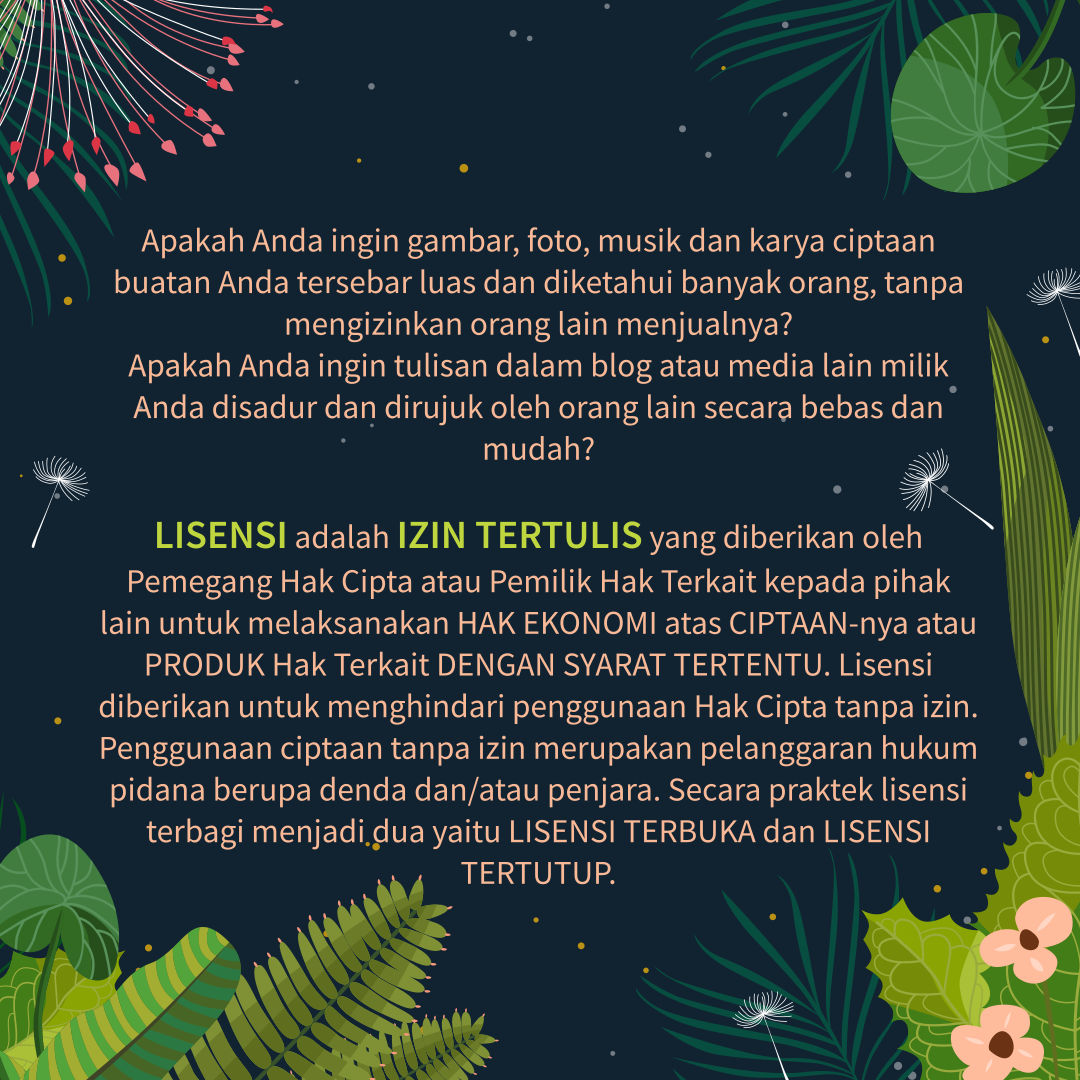 Apakah Anda ingin gambar, foto, musik dan karya ciptaan
buatan Anda tersebar luas dan diketahui banyak orang, tanpa
mengizinkan orang lain menjualnya?
Apakah Anda ingin tulisan dalam blog atau media lain milik
Anda disadur dan dirujuk oleh orang lain secara bebas dan
mudah?
LISENSI adalah IZIN TERTULIS yang diberikan oleh
Pemegang Hak Cipta atau Pemilik Hak Terkait kepada pihak
lain untuk melaksanakan HAK EKONOMI atas CIPTAAN-nya atau
PRODUK Hak Terkait DENGAN SYARAT TERTENTU. Lisensi
diberikan untuk menghindari penggunaan Hak Cipta tanpa izin.
Penggunaan ciptaan tanpa izin merupakan pelanggaran hukum
pidana berupa denda dan/atau penjara. Secara praktek lisensi
terbagi menjadi dua yaitu LISENSI TERBUKA dan LISENSI
TERTUTUP.